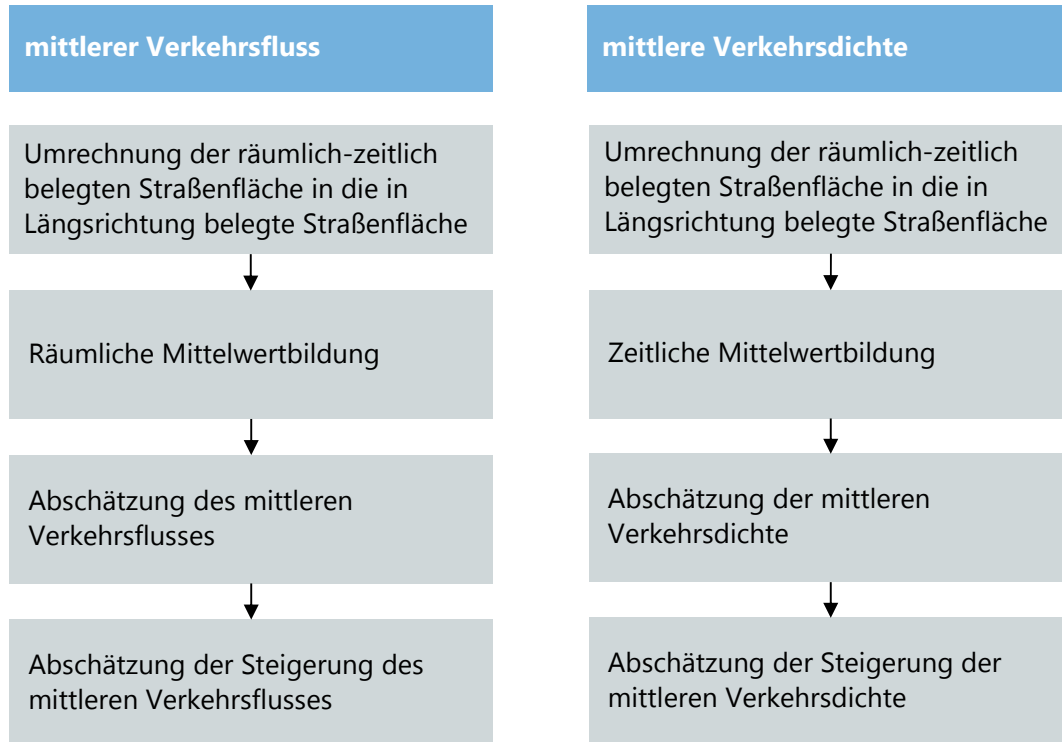 mittlerer Verkehrsfluss
Umrechnung der räumlich-zeitlich
belegten Straßenfläche in die in
Längsrichtung belegte Straßenfläche
Räumliche Mittelwertbildung
Abschätzung des mittleren
Verkehrsflusses
Abschätzung der Steigerung des
mittleren Verkehrsflusses
mittlere Verkehrsdichte
Umrechnung der räumlich-zeitlich
belegten Straßenfläche in die in
Längsrichtung belegte Straßenfläche
Zeitliche Mittelwertbildung
Abschätzung der mittleren
Verkehrsdichte
Abschätzung der Steigerung der
mittleren Verkehrsdichte